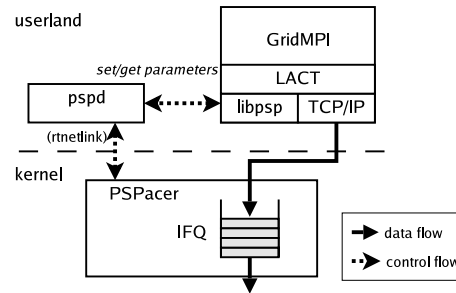 userland
GridMPI
set/get parameters
LACT
pspd
libpsp
TCP/IP
(rtnetlink)
kernel
PSPacer
IFQ
data flow
control flow